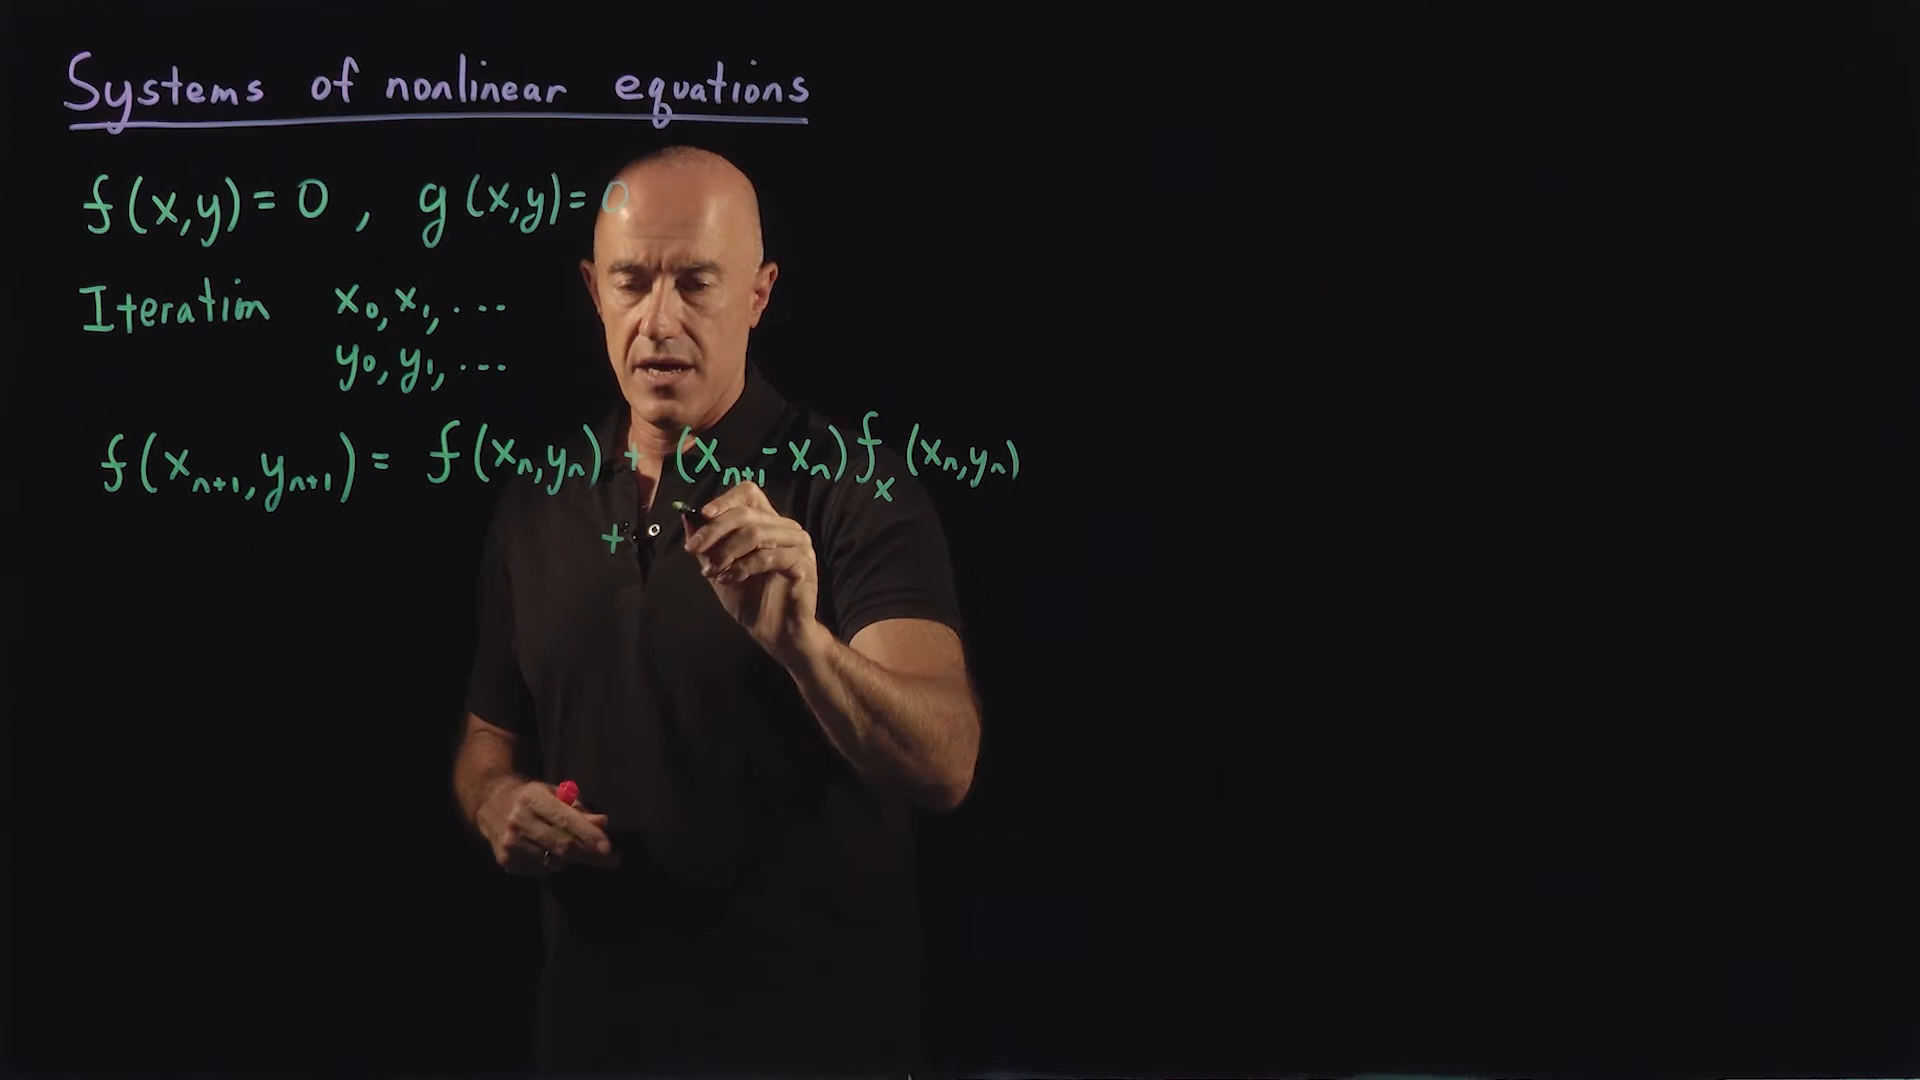 Systems of nonlinear equations
f(x,y)=0, g(x,y)=0
Iteration x₀,x₁,...
y₀,y₁,...
f(xₙ₊₁,yₙ₊₁)= f(xₙ,yₙ)+(xₙ₊₁-xₙ)fₓ(xₙ,yₙ)
+